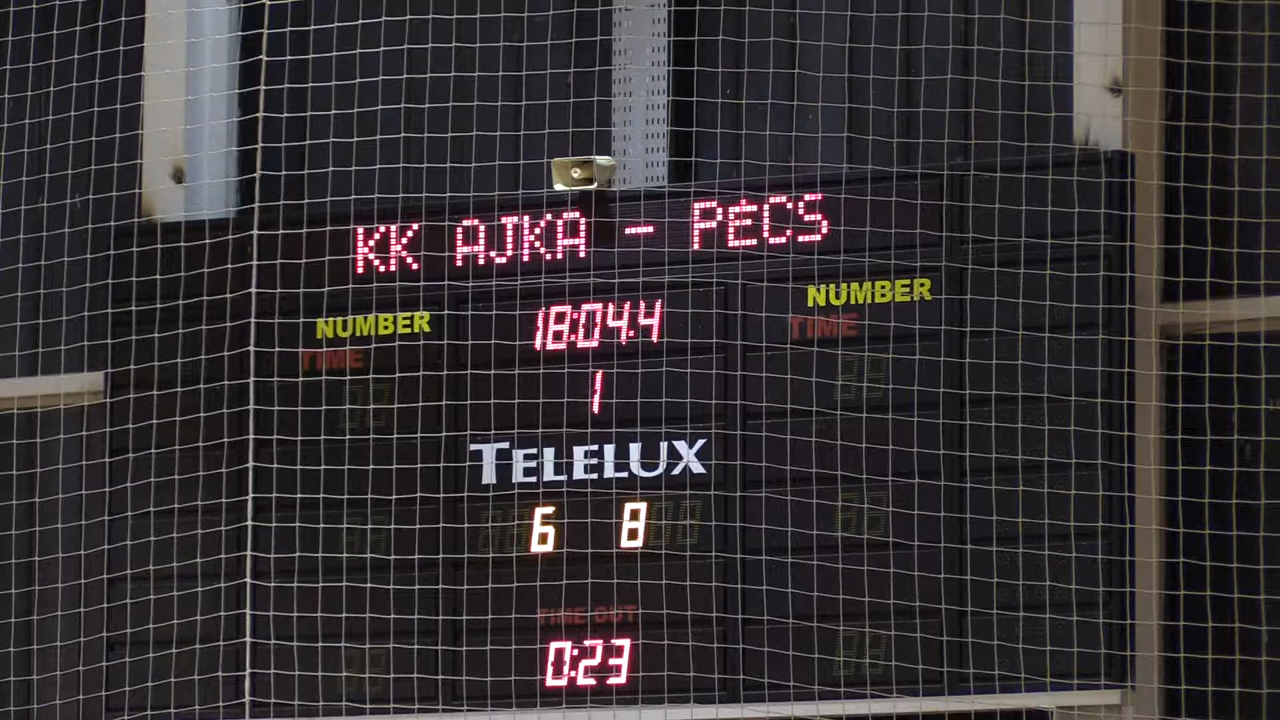 KK AJKA - PÉCS
NUMBER
TIME
18:04.4
NUMBER
TIME
1
TELELUX
6 8
TIME OUT
0:23